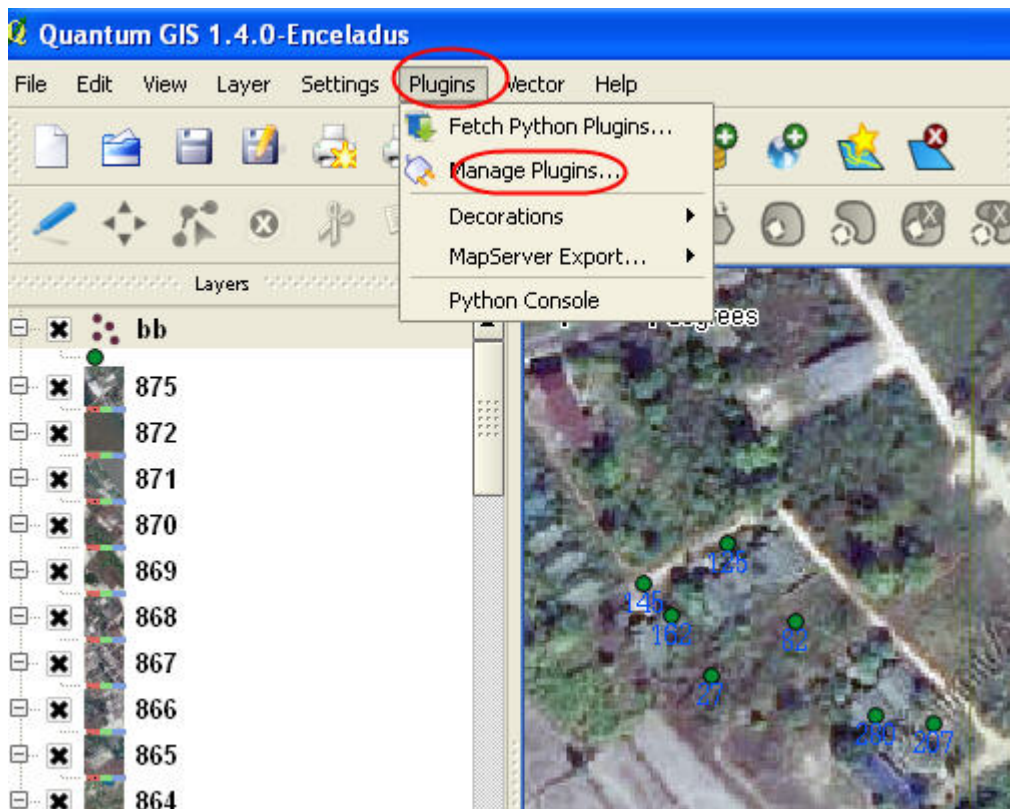 Quantum GIS 1.4.0-Enceladus
File Edit View Layer Settings Plugins Vector Help
Fetch Python Plugins...
Manage Plugins...
Decorations
MapServer Export...
Python Console
Layers
bb
875
872
871
870
869
868
867
866
865
864
125
145
162
82
27
207